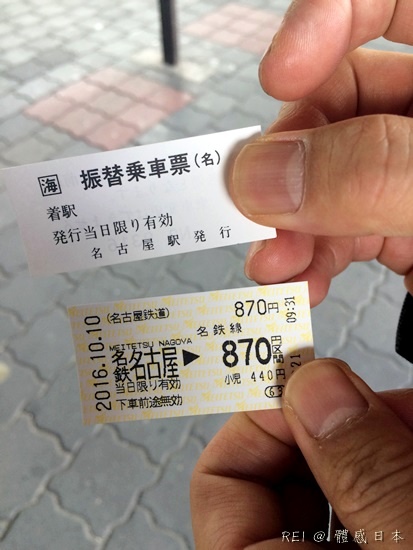 海 振替乗車票(名)
着駅
発行当日限り有効
名古屋駅発行
2016.10.10
(名古屋鉄道) 870円
MEITETSU NAGOYA 名鉄線
名鉄名古屋▶870円区
当日限り有効 小児 440円
下車前途無効
09:31
REI @ 體感日本